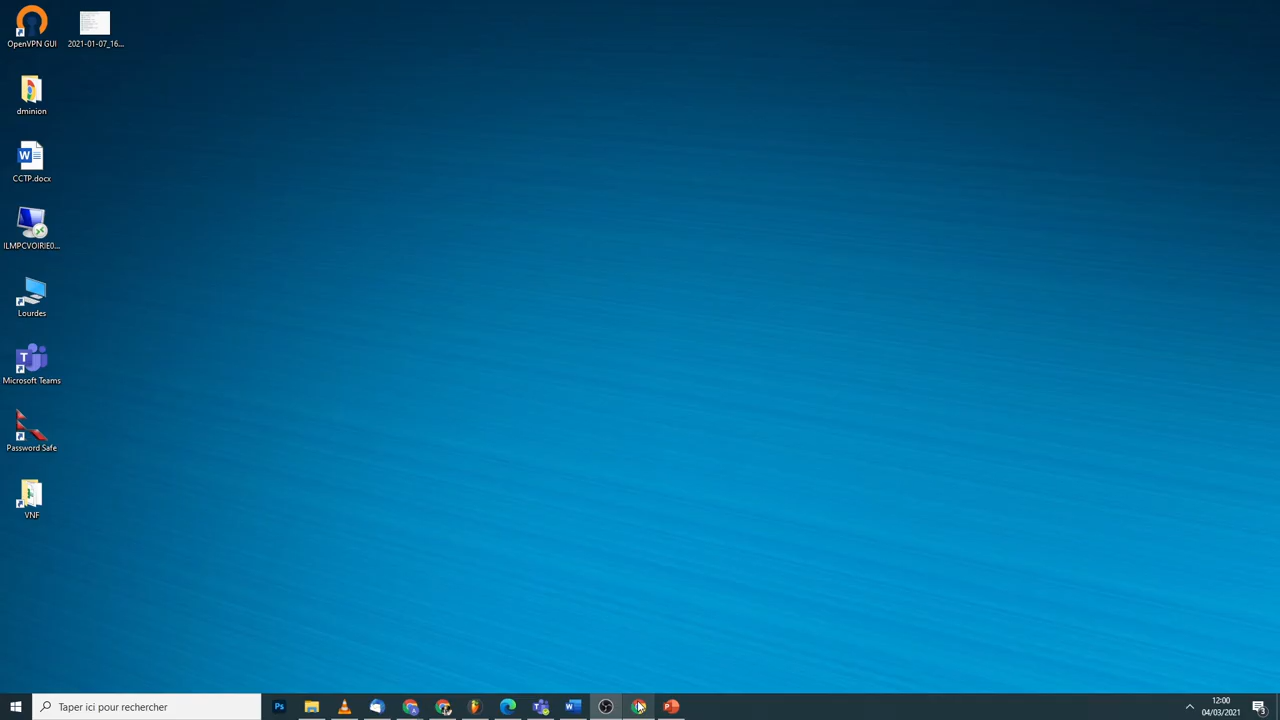 OpenVPN GUI
2021-01-07_16...
dminion
CCTP.docx
ILMPCVOIRIE0...
Lourdes
Microsoft Teams
Password Safe
VNF
Taper ici pour rechercher
12:00
04/03/2021